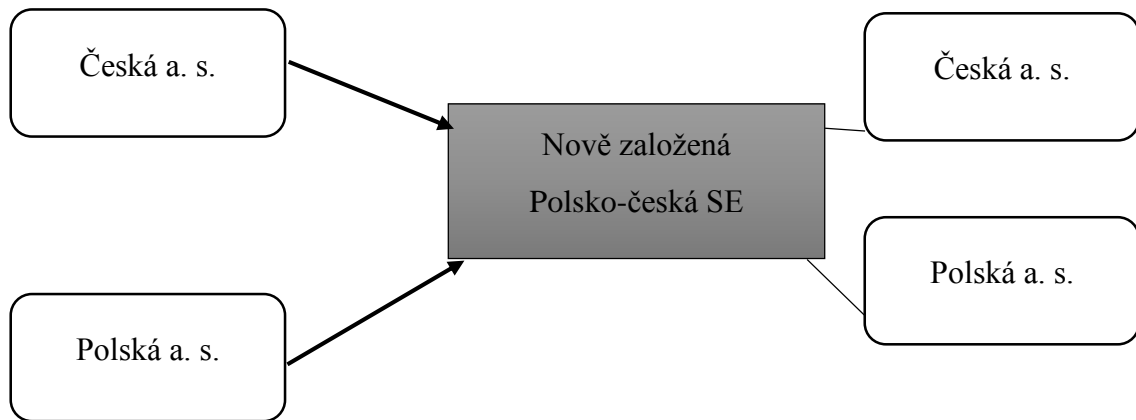 Česká a. s.
Česká a. s.
Nově založená
Polsko-česká SE
Polská a. s.
Polská a. s.